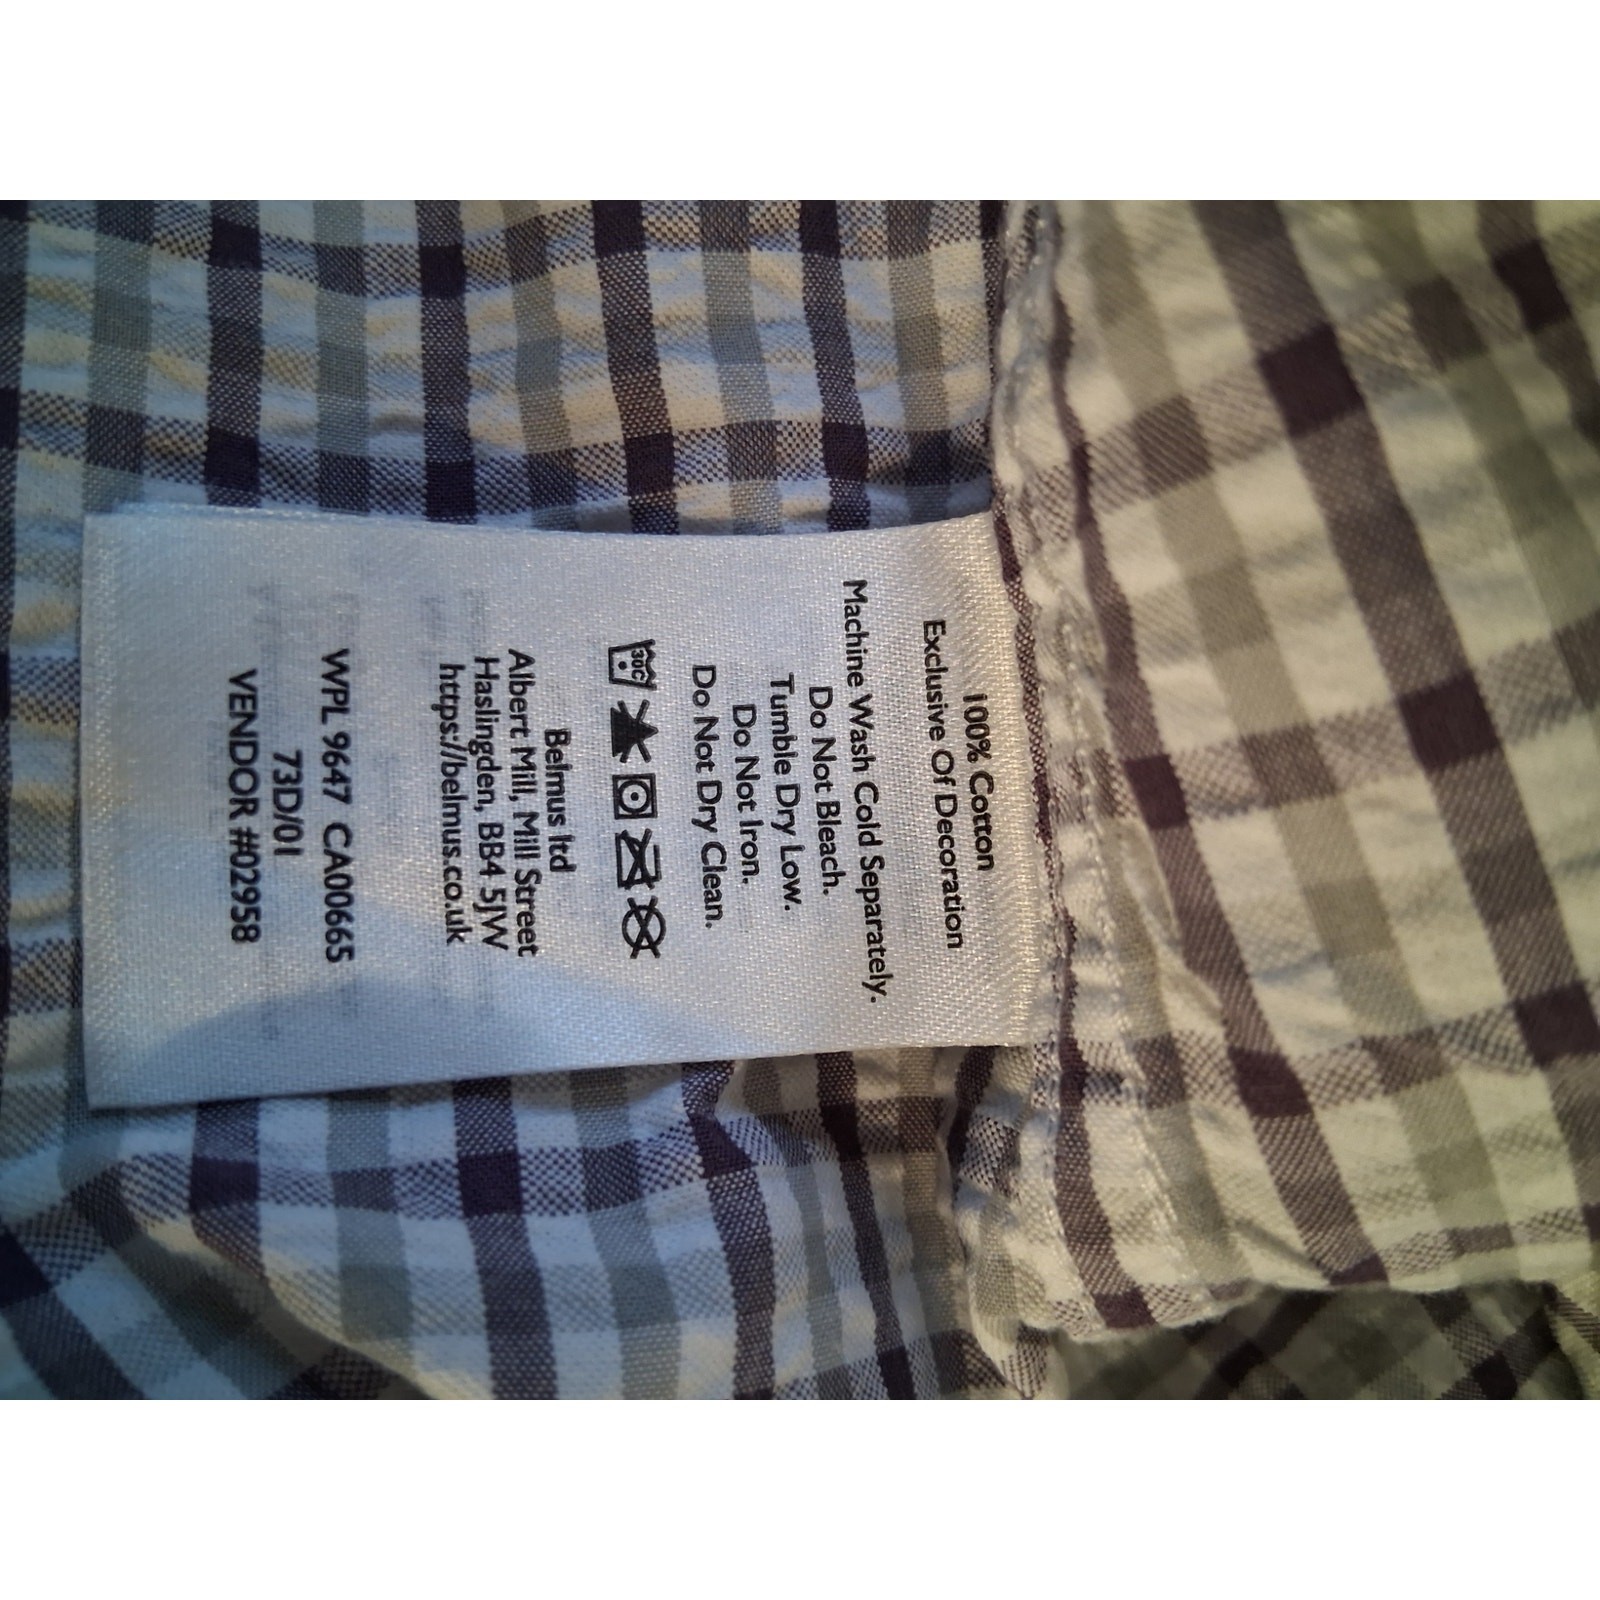 100% Cotton
Exclusive Of Decoration
Machine Wash Cold Separately.
Do Not Bleach.
Tumble Dry Low.
Do Not Iron.
Do Not Dry Clean.
30C
Belmus ltd
Albert Mill, Mill Street
Haslingden, BB4 5JW
https://belmus.co.uk
WPL 9647 CA00665
73D/01
VENDOR #02958